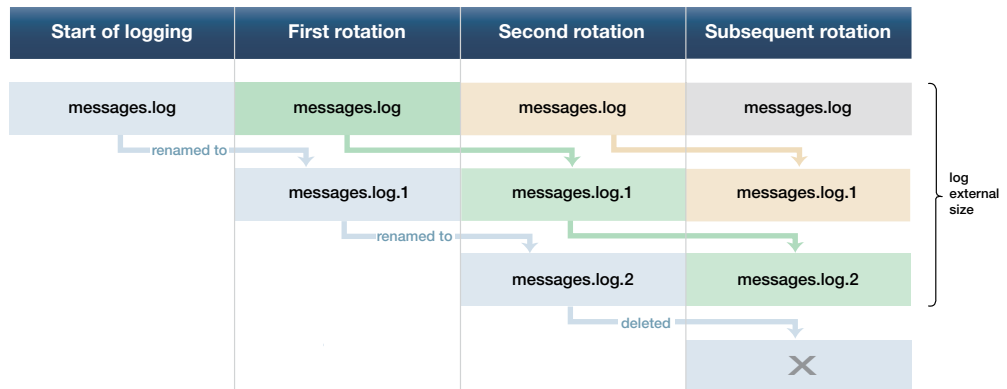 Start of logging First rotation Second rotation Subsequent rotation
messages.log messages.log messages.log messages.log
renamed to
messages.log.1 messages.log.1 messages.log.1
log
external
size
renamed to
messages.log.2 messages.log.2
deleted
X